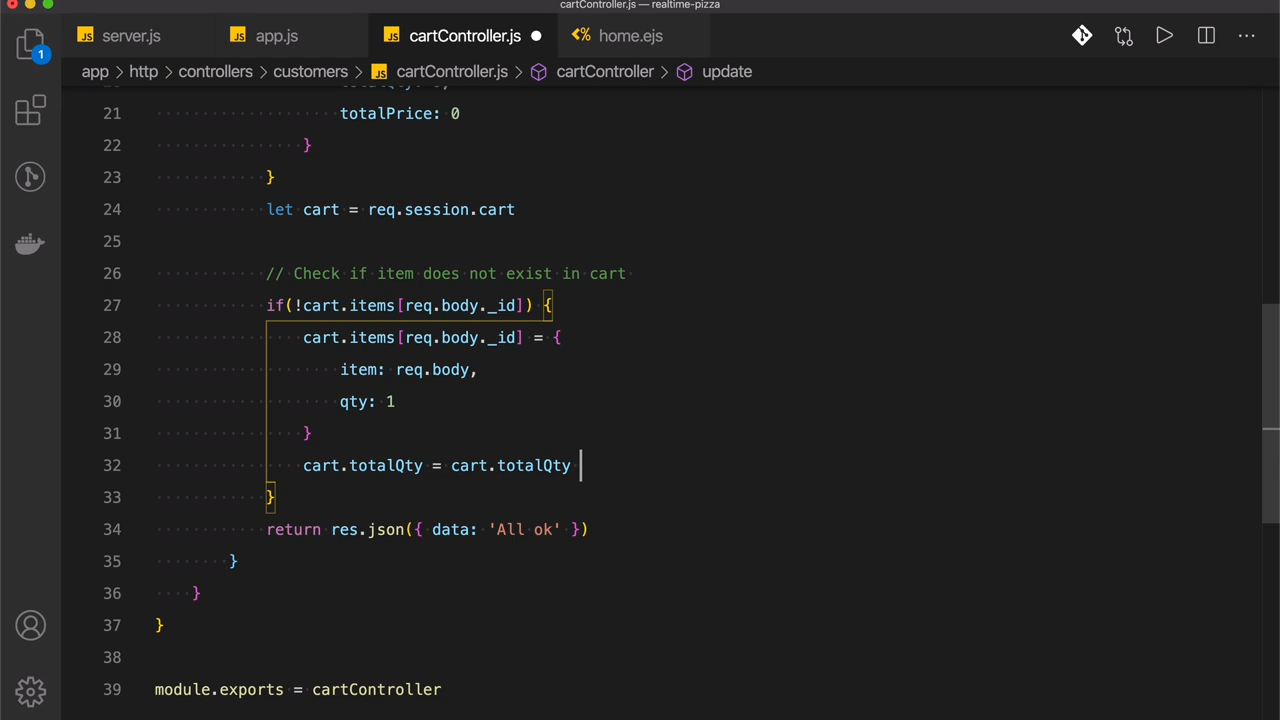 cartController.js — realtime-pizza
JS server.js JS app.js JS cartController.js home.ejs
1
app > http > controllers > customers > JS cartController.js > cartController > update
21 totalPrice: 0
22 }
23 }
24 let cart = req.session.cart
25
26 // Check if item does not exist in cart
27 if(!cart.items[req.body._id]) {
28 cart.items[req.body._id] = {
29 item: req.body,
30 qty: 1
31 }
32 cart.totalQty = cart.totalQty
33 }
34 return res.json({ data: 'All ok' })
35 }
36 }
37 }
38
39 module.exports = cartController